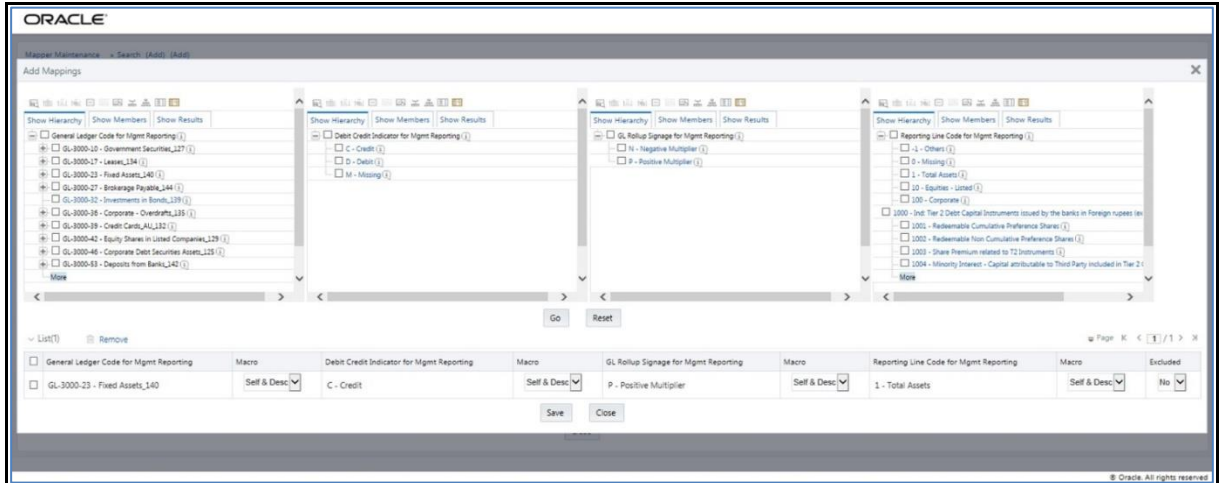 ORACLE
Mapper Maintenance » Search (Add) (Add)
Add Mappings
Show Hierarchy Show Members Show Results
General Ledger Code for Mgmt Reporting
GL-3000-10 - Government Securities_127
GL-3000-17 - Leases_134
GL-3000-23 - Fixed Assets_140
GL-3000-27 - Brokerage Payable_144
GL-3000-32 - Investments in Bonds_139
GL-3000-36 - Corporate - Overdrafts_135
GL-3000-39 - Credit Cards_AU_132
GL-3000-42 - Equity Shares in Listed Companies_129
GL-3000-46 - Corporate Debt Securities Assets_125
GL-3000-53 - Deposits from Banks_142
More
Show Hierarchy Show Members Show Results
Debit Credit Indicator for Mgmt Reporting
C - Credit
D - Debit
M - Missing
Show Hierarchy Show Members Show Results
GL Rollup Signage for Mgmt Reporting
N - Negative Multiplier
P - Positive Multiplier
Show Hierarchy Show Members Show Results
Reporting Line Code for Mgmt Reporting
-1 - Others
0 - Missing
1 - Total Assets
10 - Equities - Listed
100 - Corporate
1000 - Ind: Tier 2 Debt Capital Instruments issued by the banks in Foreign rupees (ex
1001 - Redeemable Cumulative Preference Shares
1002 - Redeemable Non Cumulative Preference Shares
1003 - Share Premium related to T2 Instruments
1004 - Minority Interest - Capital attributable to Third Party included in Tier 2 C
More
Go Reset
List(1) Remove
Page 1 / 1
General Ledger Code for Mgmt Reporting Macro Debit Credit Indicator for Mgmt Reporting Macro GL Rollup Signage for Mgmt Reporting Macro Reporting Line Code for Mgmt Reporting Macro Excluded
GL-3000-23 - Fixed Assets_140 Self & Desc C - Credit Self & Desc P - Positive Multiplier Self & Desc 1 - Total Assets Self & Desc No
Save Close
© Oracle. All rights reserved